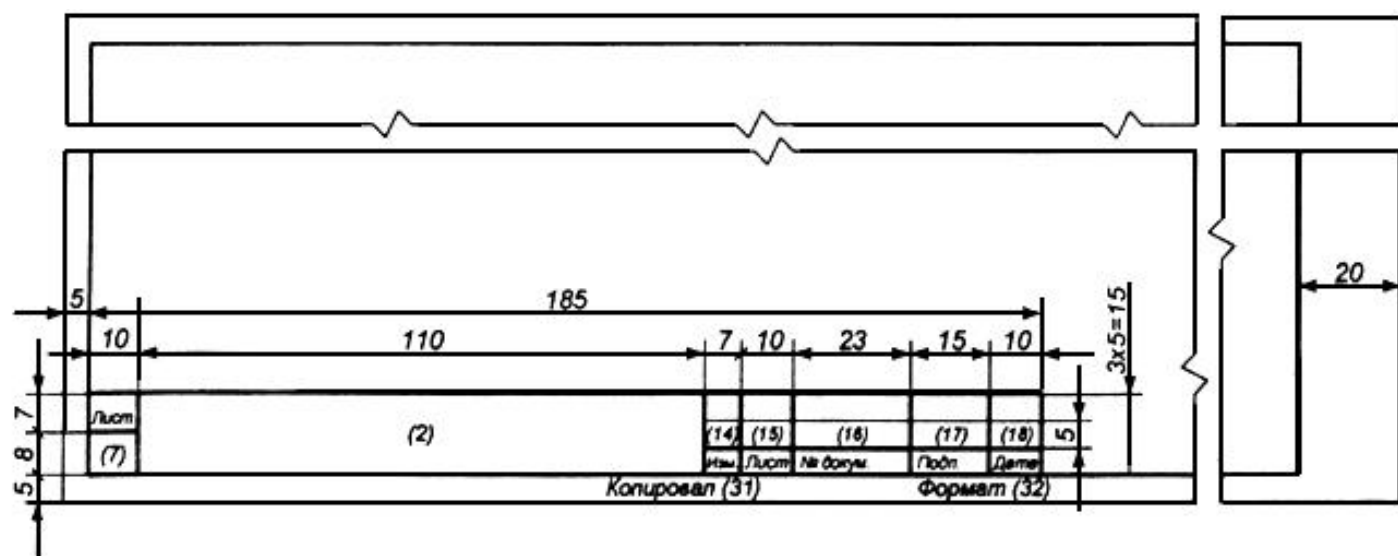 20
5 185
10 110 7 10 23 15 10
3x5=15
7 Лист (2) (14) (15) (16) (17) (18) 5
8 (7) Изм. Лист № докум. Подп. Дата
5 Копировал (31) Формат (32)